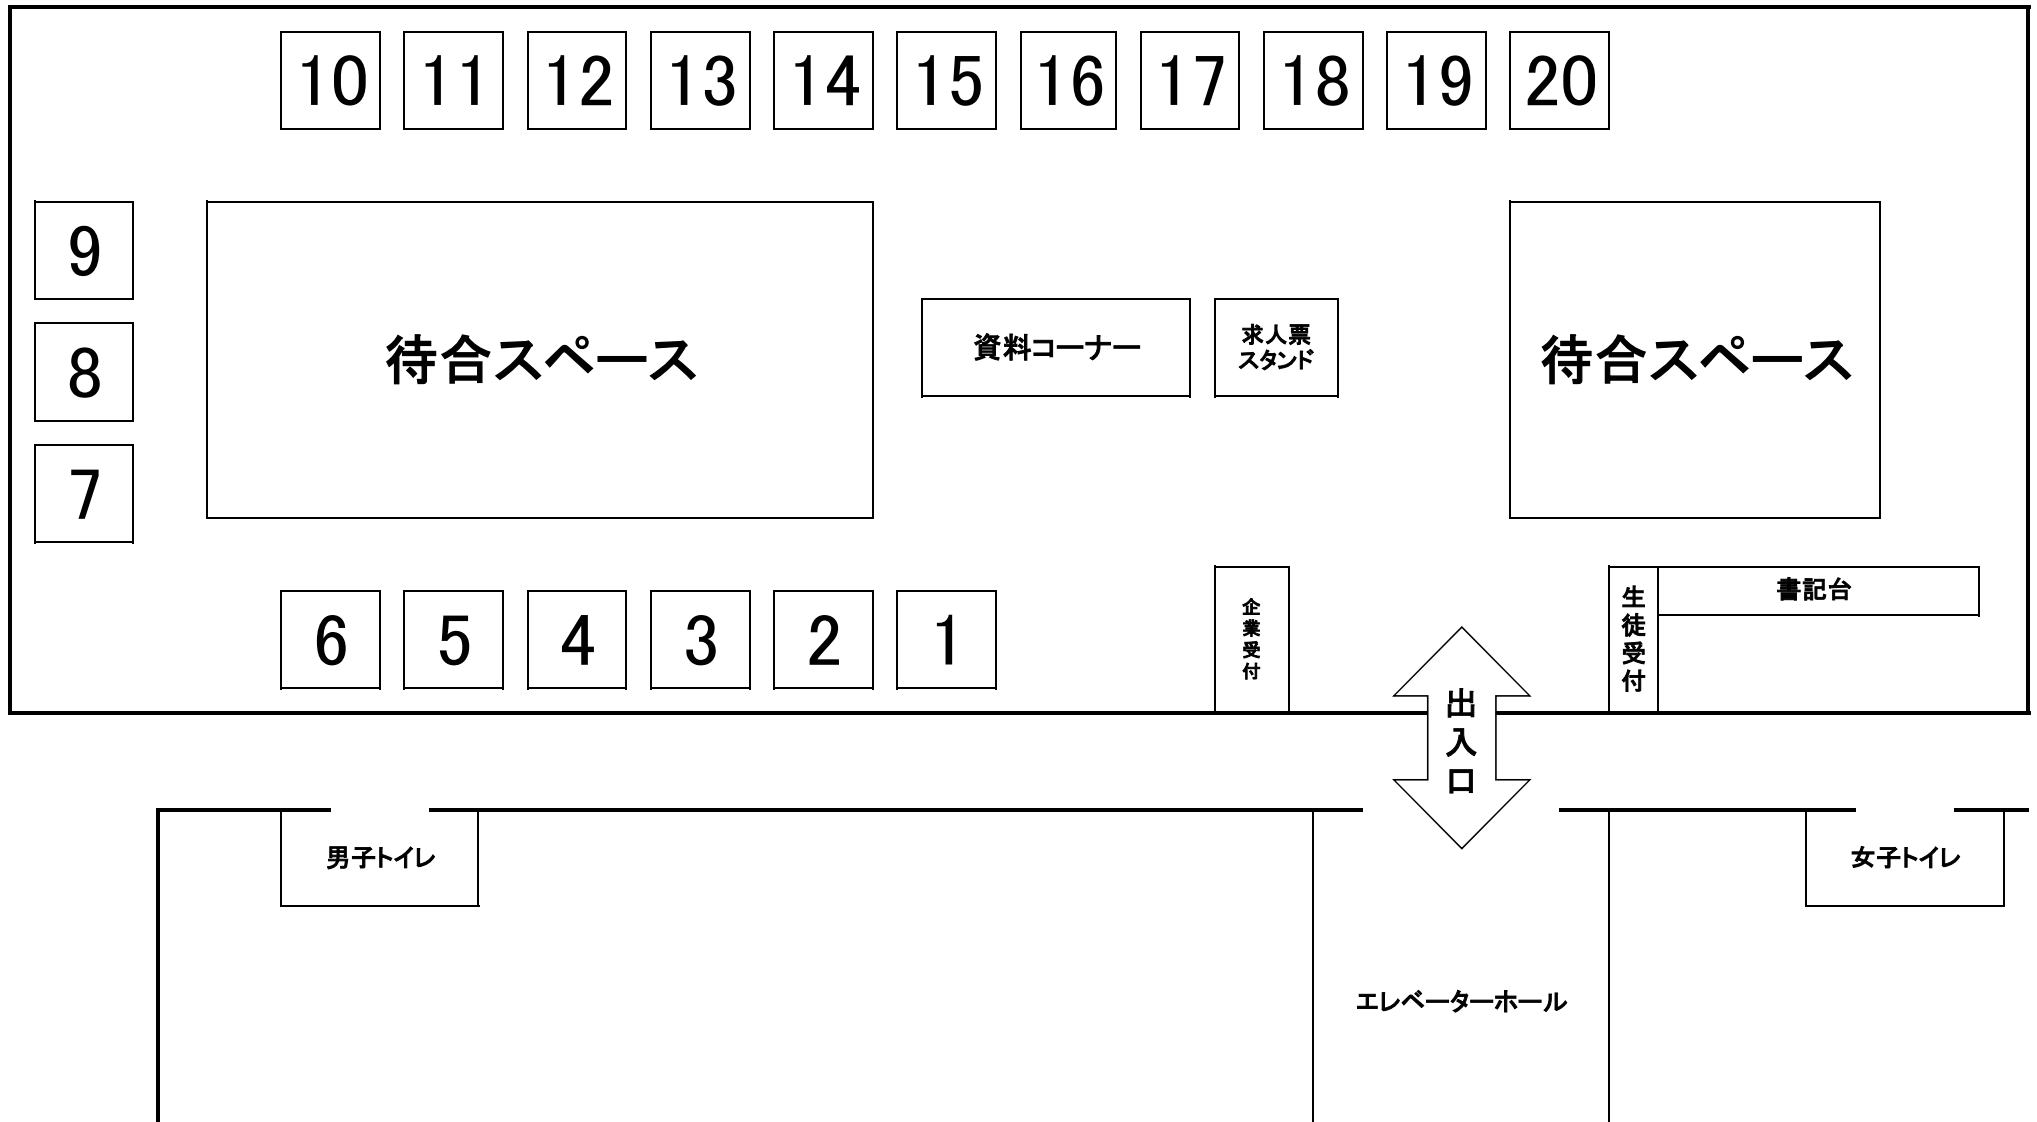 10 11 12 13 14 15 16 17 18 19 20
9
8
7
待合スペース
資料コーナー
求人票
スタンド
待合スペース
6 5 4 3 2 1
企業受付
出入口
生徒受付
書記台
男子トイレ
女子トイレ
エレベーターホール